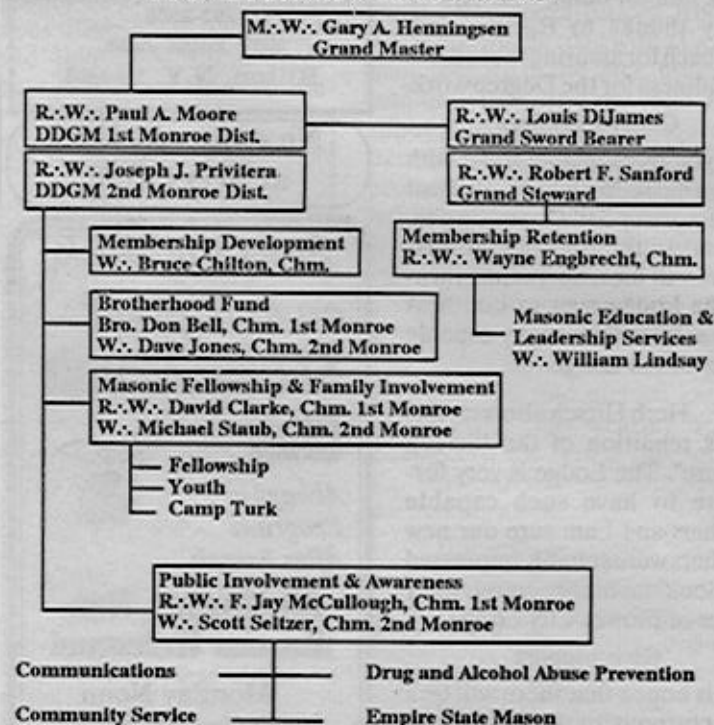 M.·.W.·. Gary A. Henningsen
Grand Master
R.·.W.·. Paul A. Moore
DDGM 1st Monroe Dist.
R.·.W.·. Joseph J. Privitera
DDGM 2nd Monroe Dist.
R.·.W.·. Louis DiJames
Grand Sword Bearer
R.·.W.·. Robert F. Sanford
Grand Steward
Membership Development
W.·. Bruce Chilton, Chm.
Membership Retention
R.·.W.·. Wayne Engbrecht, Chm.
Brotherhood Fund
Bro. Don Bell, Chm. 1st Monroe
W.·. Dave Jones, Chm. 2nd Monroe
Masonic Education &
Leadership Services
W.·. William Lindsay
Masonic Fellowship & Family Involvement
R.·.W.·. David Clarke, Chm. 1st Monroe
W.·. Michael Staub, Chm. 2nd Monroe
Fellowship
Youth
Camp Turk
Public Involvement & Awareness
R.·.W.·. F. Jay McCullough, Chm. 1st Monroe
W.·. Scott Seltzer, Chm. 2nd Monroe
Communications
Drug and Alcohol Abuse Prevention
Community Service
Empire State Mason